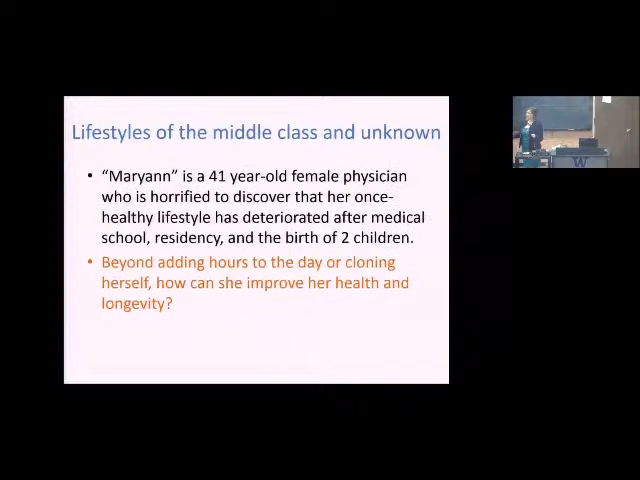 Lifestyles of the middle class and unknown
• “Maryann” is a 41 year-old female physician
who is horrified to discover that her once-
healthy lifestyle has deteriorated after medical
school, residency, and the birth of 2 children.
• Beyond adding hours to the day or cloning
herself, how can she improve her health and
longevity?
W